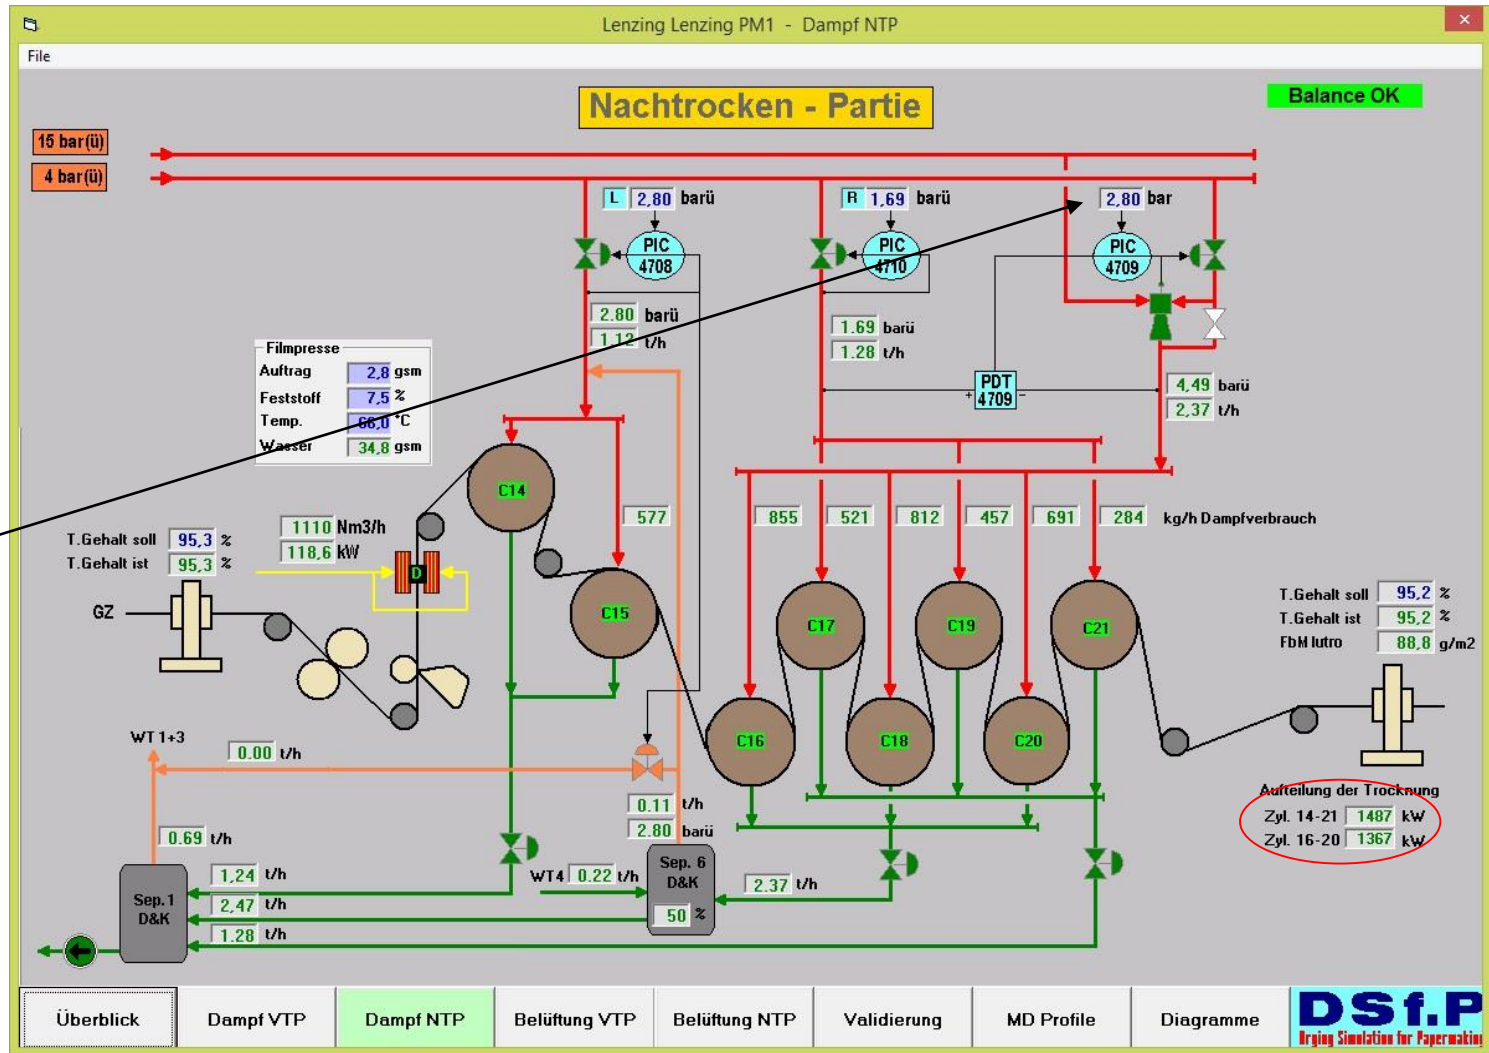 Lenzing Lenzing PM1 - Dampf NTP
File
Nachtrocken - Partie
Balance OK
15 bar(ü)
4 bar(ü)
L 2,80 barü
R 1,69 barü
2,80 bar
PIC 4708
PIC 4710
PIC 4709
2.80 barü
1.12 t/h
1.69 barü
1.28 t/h
PDT
+ 4709 -
4,49 barü
2,37 t/h
Filmpresse
Auftrag 2,8 gsm
Feststoff 7,5 %
Temp. 66,0 °C
Wasser 34,8 gsm
C14
577
855
521
812
457
691
284
kg/h Dampfverbrauch
1110 Nm3/h
118,6 kW
T.Gehalt soll 95,3 %
T.Gehalt ist 95,3 %
D
GZ
C15
C17
C19
C21
T.Gehalt soll 95,2 %
T.Gehalt ist 95,2 %
FbM lutro 88,8 g/m2
C16
C18
C20
WT 1+3
0.00 t/h
Aufteilung der Trocknung
Zyl. 14-21 1487 kW
Zyl. 16-20 1367 kW
0.11 t/h
2.80 barü
0.69 t/h
Sep. 6
D&K
50 %
WT4 0.22 t/h
2.37 t/h
Sep. 1
D&K
1,24 t/h
2,47 t/h
1.28 t/h
Überblick
Dampf VTP
Dampf NTP
Belüftung VTP
Belüftung NTP
Validierung
MD Profile
Diagramme
DSf.P
Drying Simulation for Papermakin